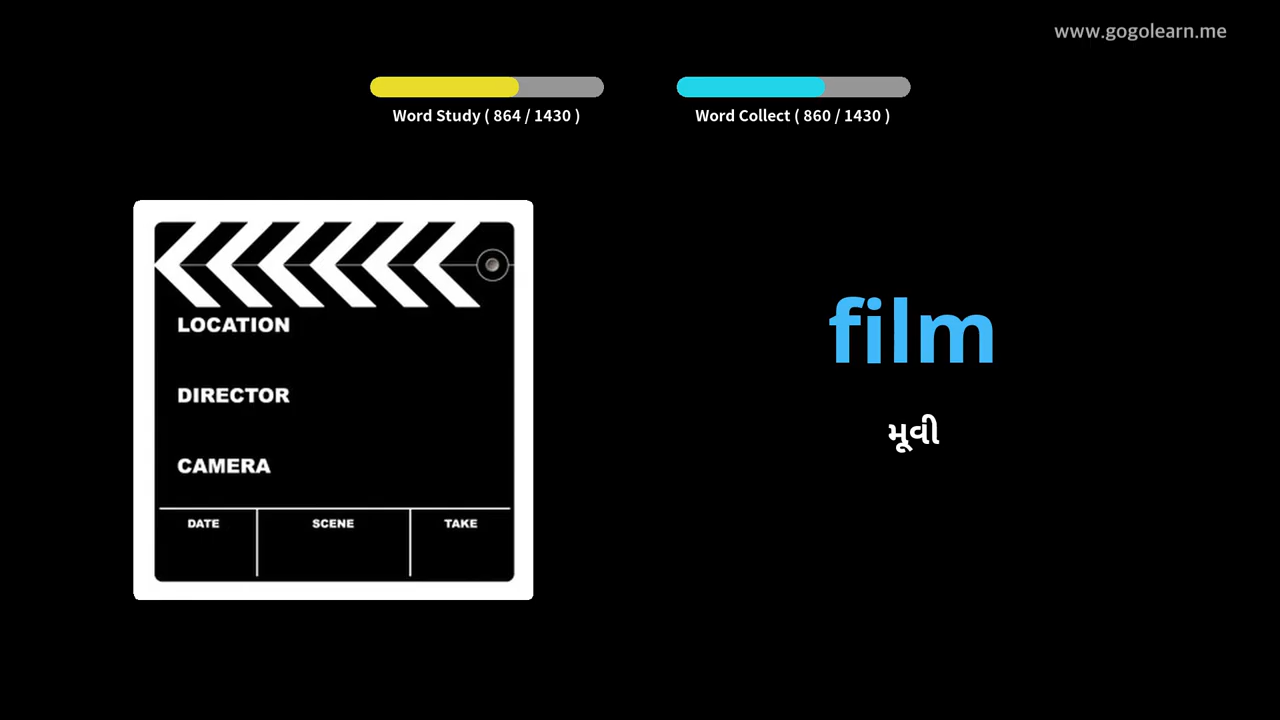 www.gogolearn.me
Word Study ( 864 / 1430 )
Word Collect ( 860 / 1430 )
LOCATION
DIRECTOR
CAMERA
DATE
SCENE
TAKE
film
મૂવી